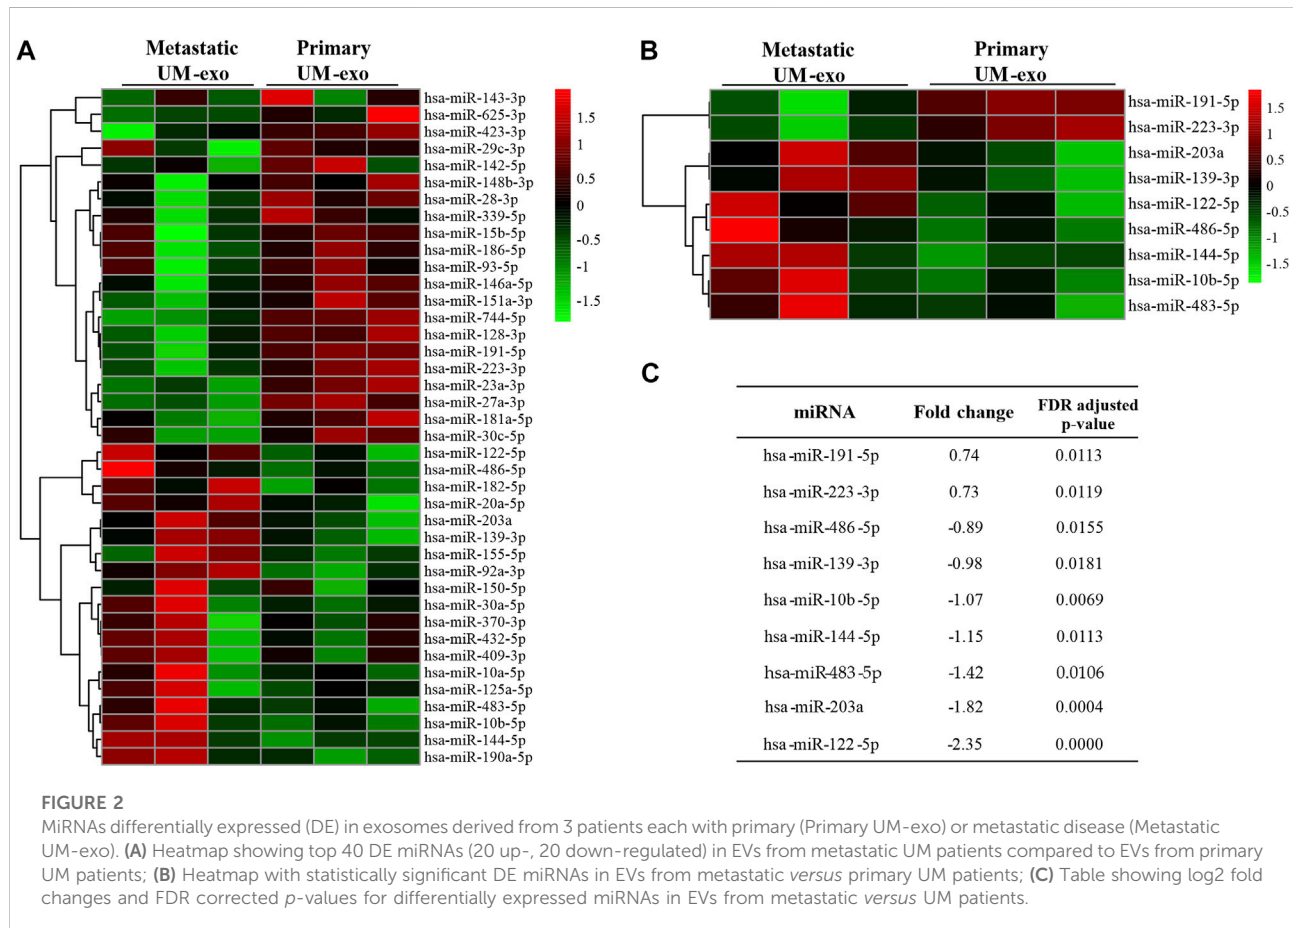 A
Metastatic
UM-exo
Primary
UM-exo
hsa-miR-143-3p
hsa-miR-625-3p
hsa-miR-423-3p
hsa-miR-29c-3p
hsa-miR-142-5p
hsa-miR-148b-3p
hsa-miR-28-3p
hsa-miR-339-5p
hsa-miR-15b-5p
hsa-miR-186-5p
hsa-miR-93-5p
hsa-miR-146a-5p
hsa-miR-151a-3p
hsa-miR-744-5p
hsa-miR-128-3p
hsa-miR-191-5p
hsa-miR-223-3p
hsa-miR-23a-3p
hsa-miR-27a-3p
hsa-miR-181a-5p
hsa-miR-30c-5p
hsa-miR-122-5p
hsa-miR-486-5p
hsa-miR-182-5p
hsa-miR-20a-5p
hsa-miR-203a
hsa-miR-139-3p
hsa-miR-155-5p
hsa-miR-92a-3p
hsa-miR-150-5p
hsa-miR-30a-5p
hsa-miR-370-3p
hsa-miR-432-5p
hsa-miR-409-3p
hsa-miR-10a-5p
hsa-miR-125a-5p
hsa-miR-483-5p
hsa-miR-10b-5p
hsa-miR-144-5p
hsa-miR-190a-5p
1.5
1
0.5
0
-0.5
-1
-1.5
B
Metastatic
UM-exo
Primary
UM-exo
hsa-miR-191-5p
hsa-miR-223-3p
hsa-miR-203a
hsa-miR-139-3p
hsa-miR-122-5p
hsa-miR-486-5p
hsa-miR-144-5p
hsa-miR-10b-5p
hsa-miR-483-5p
1.5
1
0.5
0
-0.5
-1
-1.5
C
miRNA Fold change FDR adjusted p-value
hsa-miR-191-5p 0.74 0.0113
hsa-miR-223-3p 0.73 0.0119
hsa-miR-486-5p -0.89 0.0155
hsa-miR-139-3p -0.98 0.0181
hsa-miR-10b-5p -1.07 0.0069
hsa-miR-144-5p -1.15 0.0113
hsa-miR-483-5p -1.42 0.0106
hsa-miR-203a -1.82 0.0004
hsa-miR-122-5p -2.35 0.0000
FIGURE 2
MiRNAs differentially expressed (DE) in exosomes derived from 3 patients each with primary (Primary UM-exo) or metastatic disease (Metastatic
UM-exo). (A) Heatmap showing top 40 DE miRNAs (20 up-, 20 down-regulated) in EVs from metastatic UM patients compared to EVs from primary
UM patients; (B) Heatmap with statistically significant DE miRNAs in EVs from metastatic versus primary UM patients; (C) Table showing log2 fold
changes and FDR corrected p-values for differentially expressed miRNAs in EVs from metastatic versus UM patients.